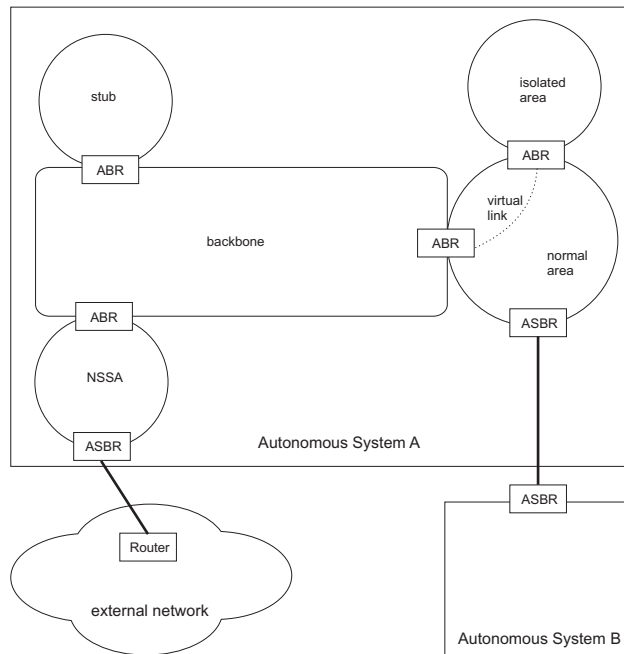 stub
isolated
area
ABR
ABR
virtual
link
backbone
ABR
normal
area
ABR
ASBR
NSSA
ASBR
Autonomous System A
ASBR
Router
external network
Autonomous System B